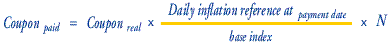 Coupon paid = Coupon real × Daily inflation reference at payment date / base index × N